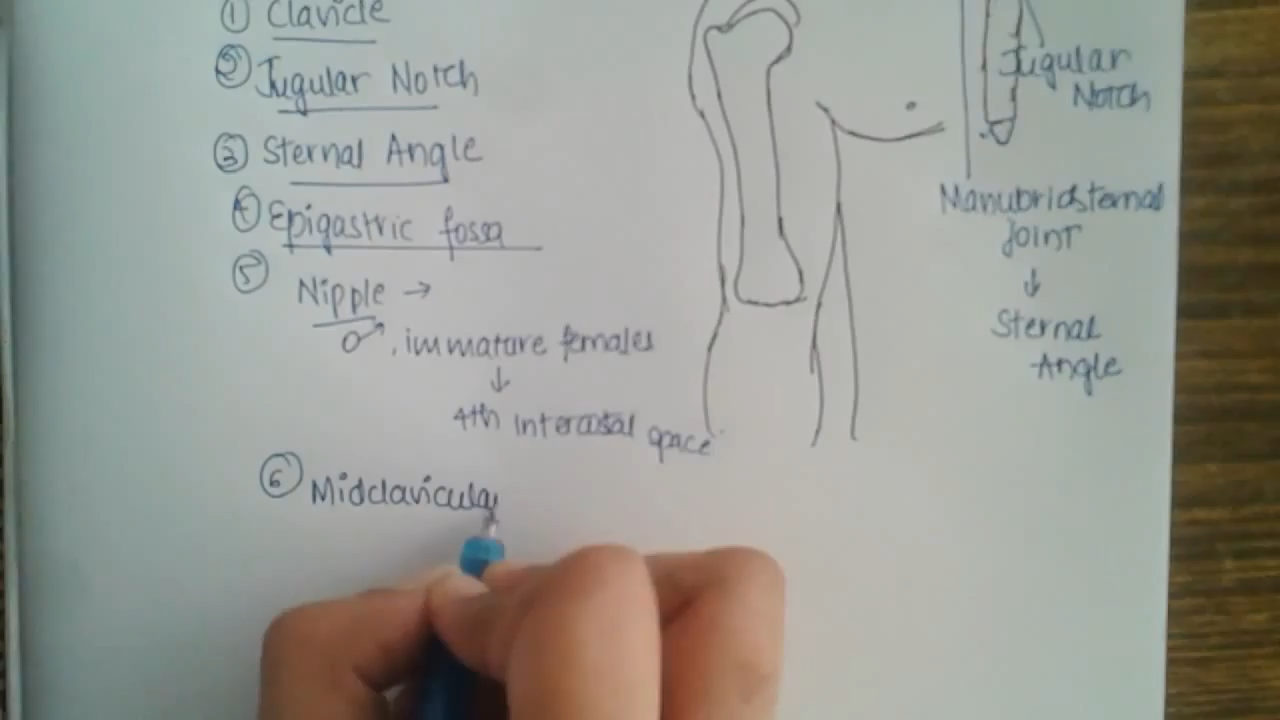 ① Clavicle
② Jugular Notch
③ Sternal Angle
④ Epigastric fossa
⑤ Nipple →
♂, immature females
↓
4th Intercostal space
⑥ Midclavicular
Jugular
Notch
Manubriosternal
Joint
↓
Sternal
Angle